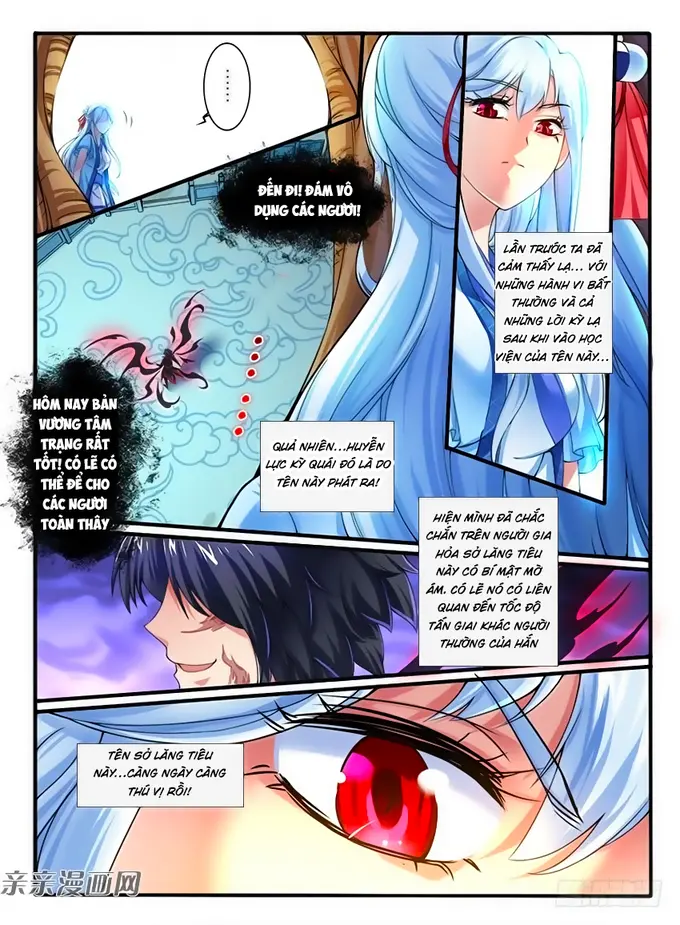 ......
ĐẾN ĐI! ĐÁM VÔ
DỤNG CÁC NGƯƠI!
LẦN TRƯỚC TA ĐÃ
CẢM THẤY LẠ... VỚI
NHỮNG HÀNH VI BẤT
THƯỜNG VÀ CẢ
NHỮNG LỜI KỲ LẠ
SAU KHI VÀO HỌC
VIỆN CỦA TÊN NÀY...
HÔM NAY BẢN
VƯƠNG TÂM
TRẠNG RẤT
TỐT! CÓ LẼ CÓ
THỂ ĐỂ CHO
CÁC NGƯƠI
TOÀN THÂY
QUẢ NHIÊN...HUYỄN
LỰC KỲ QUÁI ĐÓ LÀ DO
TÊN NÀY PHÁT RA!
HIỆN MÌNH ĐÃ CHẮC
CHẮN TRÊN NGƯỜI GIA
HỎA SỞ LĂNG TIÊU
NÀY CÓ BÍ MẬT MỜ
ÁM. CÓ LẼ NÓ CÓ LIÊN
QUAN ĐẾN TỐC ĐỘ
TẤN GIAI KHÁC NGƯỜI
THƯỜNG CỦA HẮN
TÊN SỞ LĂNG TIÊU
NÀY...CÀNG NGÀY CÀNG
THÚ VỊ RỒI!
亲亲漫画网